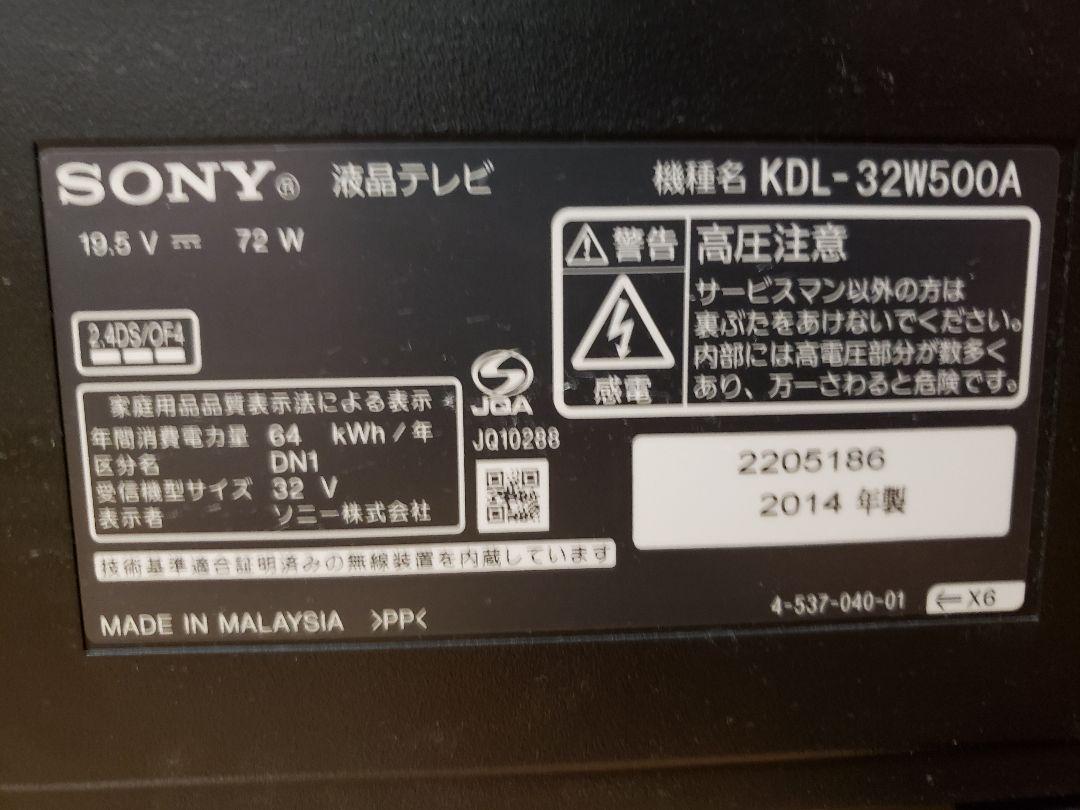 SONY® 液晶テレビ
機種名 KDL-32W500A
19.5 V ⎓ 72 W
警告
感電
高圧注意
サービスマン以外の方は
裏ぶたをあけないでください。
内部には高電圧部分が数多く
あり、万一さわると危険です。
2.4DS/OF4
家庭用品品質表示法による表示
年間消費電力量 64 kWh/年
区分名 DN1
受信機型サイズ 32 V
表示者 ソニー株式会社
JQA
JQ10288
2205186
2014 年製
技術基準適合証明済みの無線装置を内蔵しています
MADE IN MALAYSIA >PP<
4-537-040-01
⇐X6